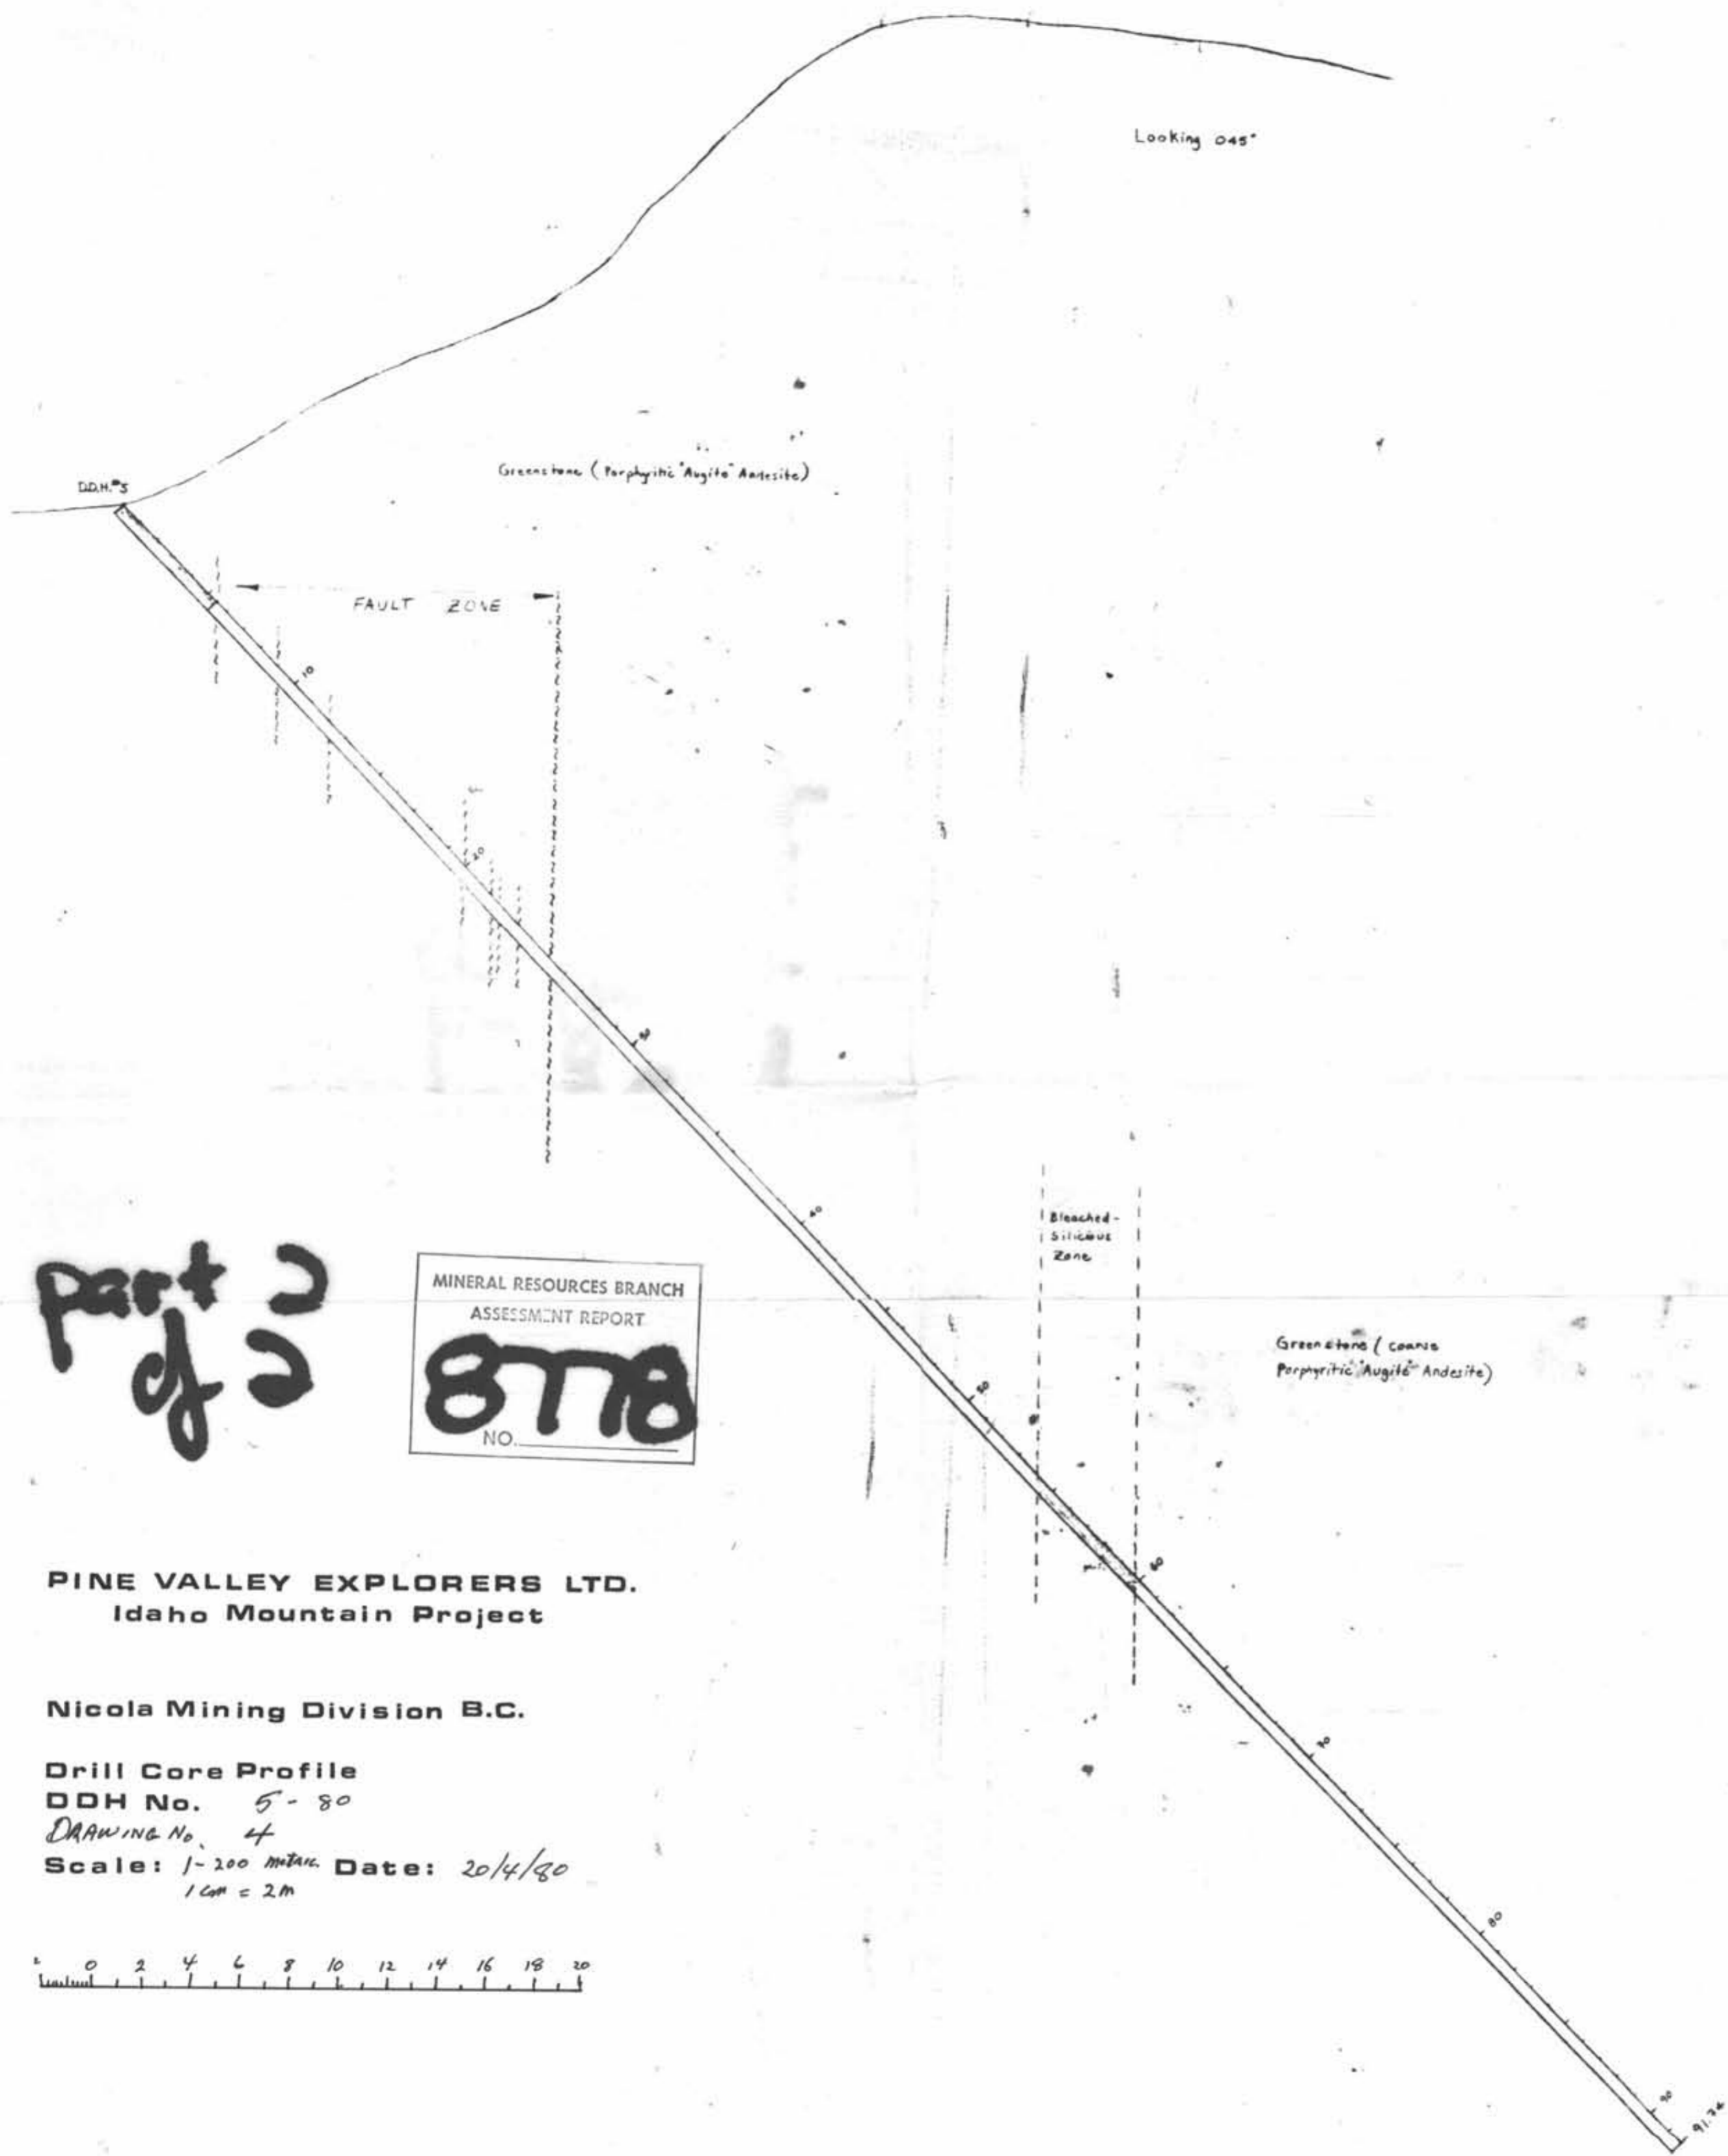 Looking 045°
D.D.H.#5
Greenstone (Porphyritic "Augite" Andesite)
FAULT ZONE
10
20
30
40
50
60
70
80
90
91.74
Bleached-
Silicious
Zone
Greenstone (coarse
Porphyritic "Augite" Andesite)
part 2
of 2
MINERAL RESOURCES BRANCH
ASSESSMENT REPORT
8778
NO.
PINE VALLEY EXPLORERS LTD.
Idaho Mountain Project
Nicola Mining Division B.C.
Drill Core Profile
DDH No. 5-80
DRAWING No. 4
Scale: 1-200 metric Date: 20/4/80
1 cm = 2m
2 0 2 4 6 8 10 12 14 16 18 20